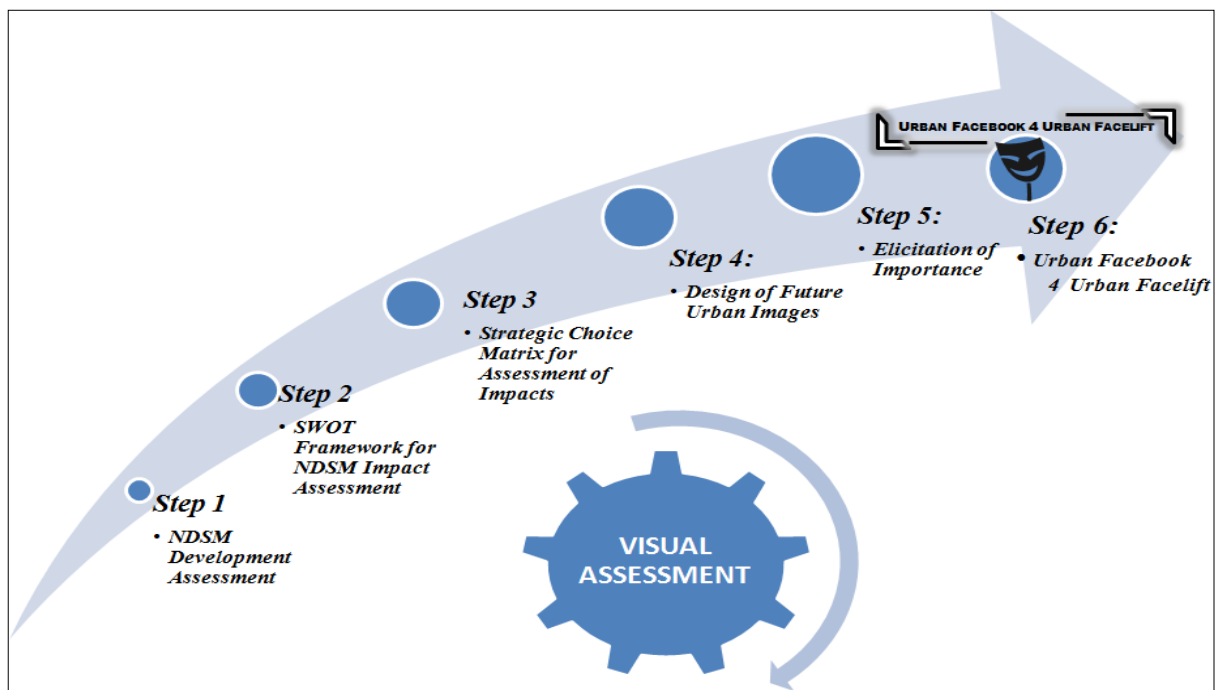 Step 1
• NDSM
Development
Assessment
Step 2
• SWOT
Framework for
NDSM Impact
Assessment
Step 3
• Strategic Choice
Matrix for
Assessment of
Impacts
Step 4:
• Design of Future
Urban Images
Step 5:
• Elicitation of
Importance
URBAN FACEBOOK 4 URBAN FACELIFT
Step 6:
• Urban Facebook
4 Urban Facelift
VISUAL
ASSESSMENT